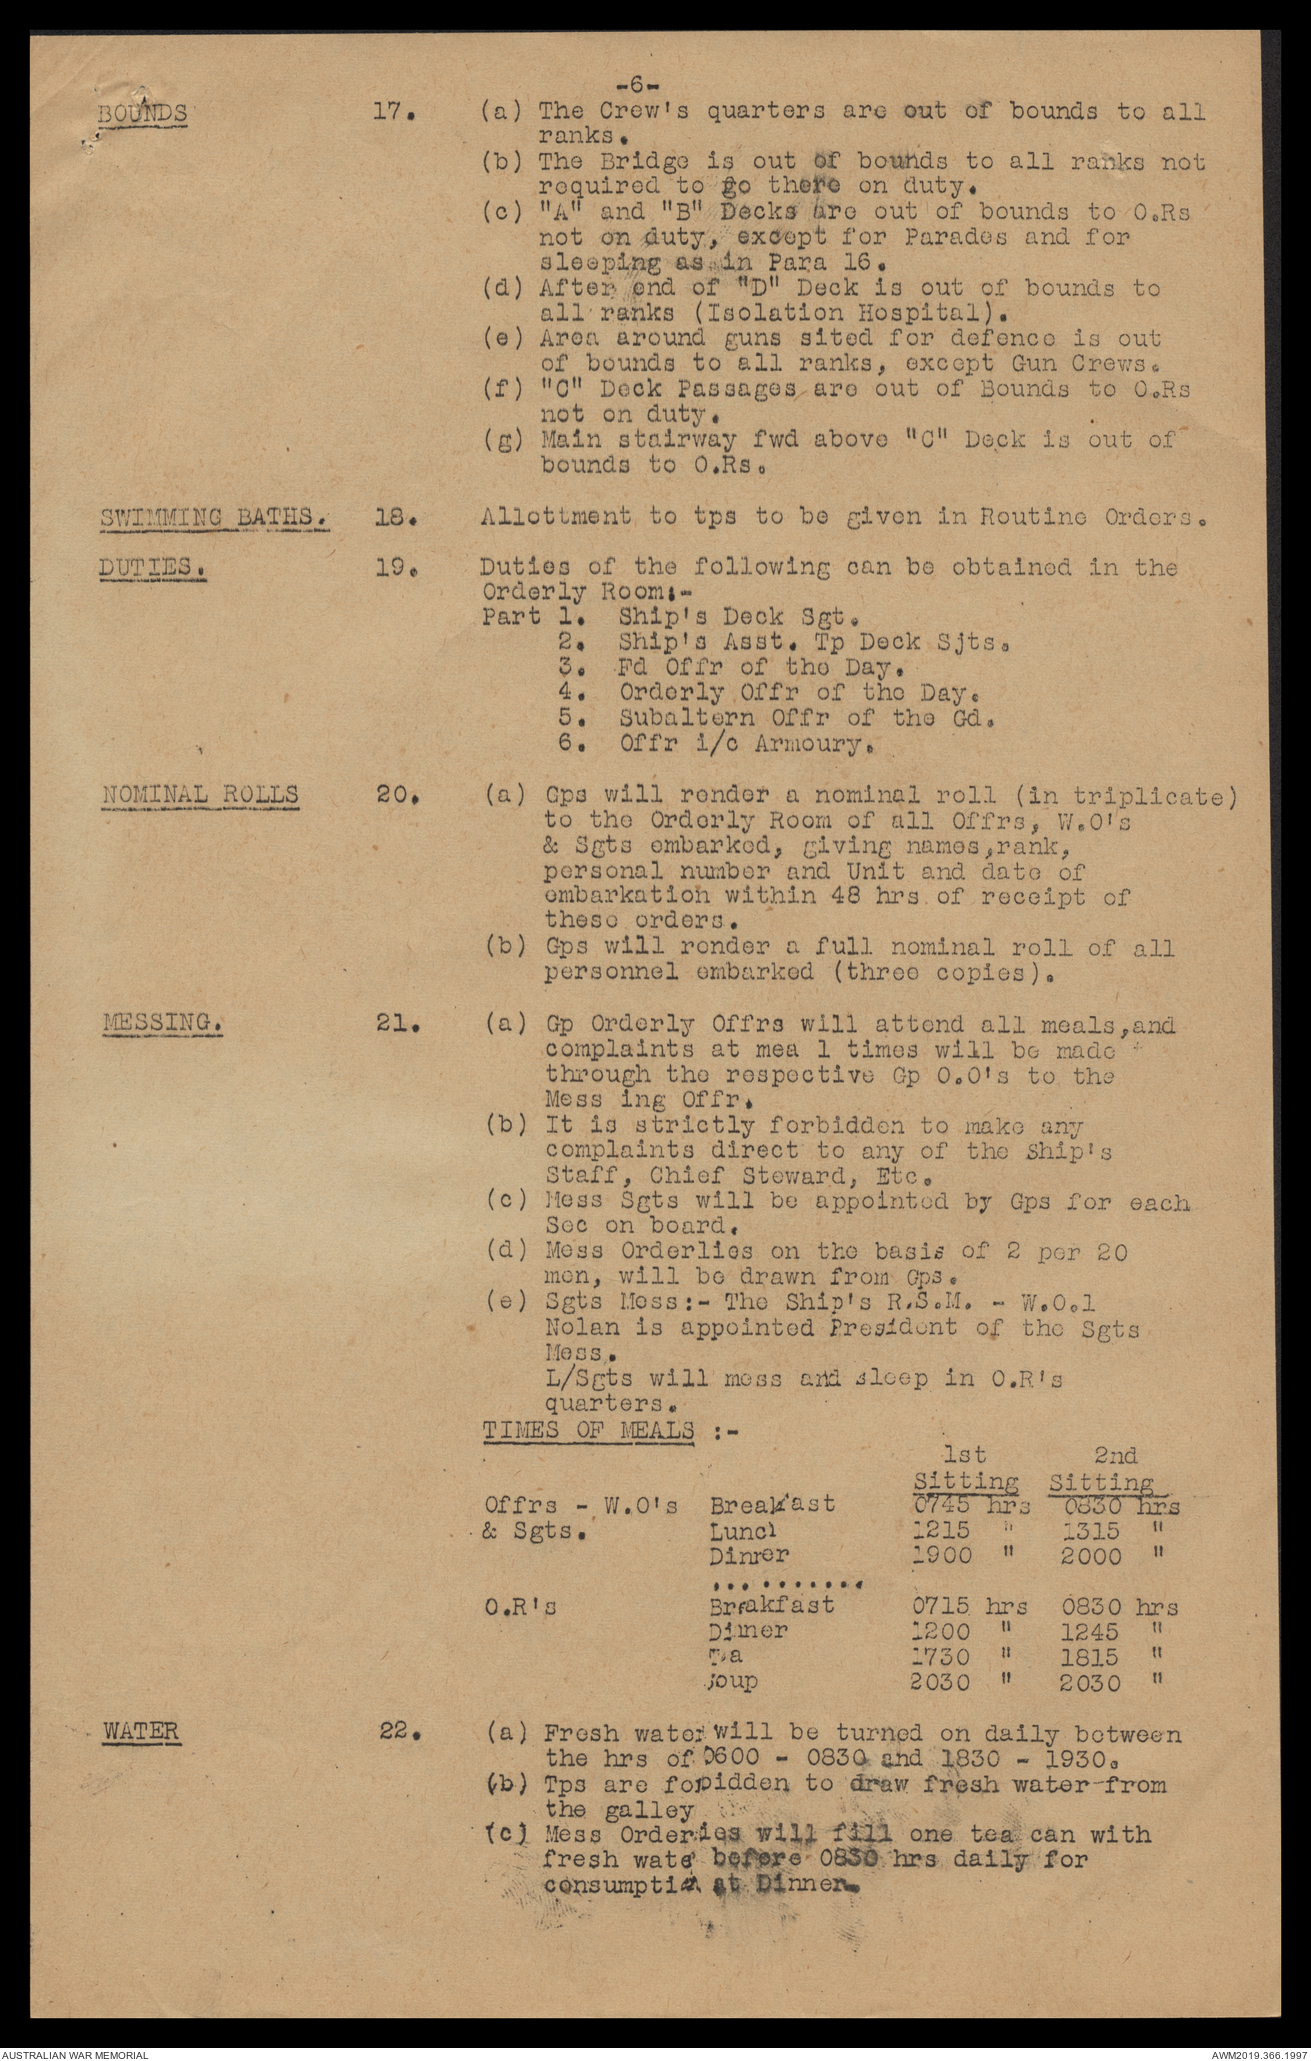 -6-
BOUNDS 17. (a) The Crew's quarters are out of bounds to all
ranks.
(b) The Bridge is out of bounds to all ranks not
required to go there on duty.
(c) "A" and "B" Decks are out of bounds to O.Rs
not on duty, except for Parades and for
sleeping as in Para 16.
(d) After end of "D" Deck is out of bounds to
all ranks (Isolation Hospital).
(e) Area around guns sited for defence is out
of bounds to all ranks, except Gun Crews.
(f) "C" Deck Passages are out of Bounds to O.Rs
not on duty.
(g) Main stairway fwd above "C" Deck is out of
bounds to O.Rs.
SWIMMING BATHS. 18. Allottment to tps to be given in Routine Orders.
DUTIES. 19. Duties of the following can be obtained in the
Orderly Room:-
Part 1. Ship's Deck Sgt.
2. Ship's Asst. Tp Deck Sjts.
3. Fd Offr of the Day.
4. Orderly Offr of the Day.
5. Subaltern Offr of the Gd.
6. Offr i/c Armoury.
NOMINAL ROLLS 20. (a) Gps will render a nominal roll (in triplicate)
to the Orderly Room of all Offrs, W.O's
& Sgts embarked, giving names,rank,
personal number and Unit and date of
embarkation within 48 hrs of receipt of
these orders.
(b) Gps will render a full nominal roll of all
personnel embarked (three copies).
MESSING. 21. (a) Gp Orderly Offrs will attend all meals,and
complaints at mea l times will be made
through the respective Gp O.O's to the
Mess ing Offr.
(b) It is strictly forbidden to make any
complaints direct to any of the Ship's
Staff, Chief Steward, Etc.
(c) Mess Sgts will be appointed by Gps for each
Sec on board.
(d) Mess Orderlies on the basis of 2 per 20
men, will be drawn from Gps.
(e) Sgts Mess:- The Ship's R.S.M. - W.O.1
Nolan is appointed President of the Sgts
Mess.
L/Sgts will mess and sleep in O.R's
quarters.
TIMES OF MEALS :-
1st 2nd
Sitting Sitting
Offrs - W.O's Breakfast 0745 hrs 0830 hrs
& Sgts. Lunch 1215 " 1315 "
Dinner 1900 " 2000 "
..........
O.R's Breakfast 0715 hrs 0830 hrs
Dinner 1200 " 1245 "
Tea 1730 " 1815 "
Soup 2030 " 2030 "
WATER 22. (a) Fresh water will be turned on daily between
the hrs of 0600 - 0830 and 1830 - 1930.
(b) Tps are forbidden to draw fresh water from
the galley
(c) Mess Orderies will fill one tea can with
fresh water before 0830 hrs daily for
consumption at Dinner.
AUSTRALIAN WAR MEMORIAL AWM2019.366.1997